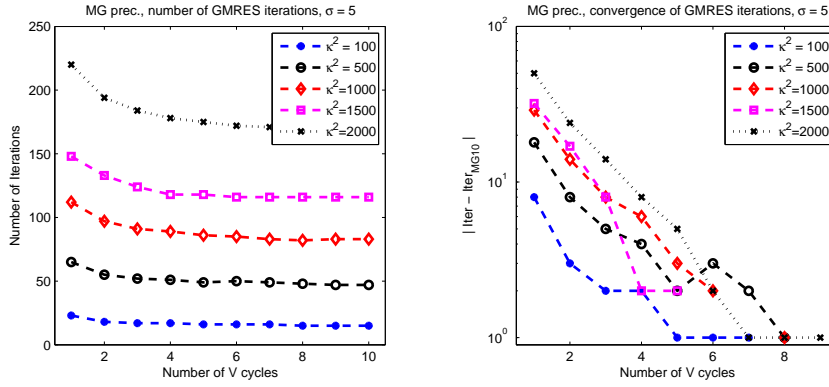 MG prec., number of GMRES iterations, σ = 5
250
200
150
100
50
0
2
4
6
8
10
Number of Iterations
Number of V cycles
κ² = 100
κ² = 500
κ²=1000
κ²=1500
κ²=2000
MG prec., convergence of GMRES iterations, σ = 5
10²
10¹
10⁰
2
4
6
8
| Iter − Iter_MG10 |
Number of V cycles
κ² = 100
κ² = 500
κ²=1000
κ²=1500
κ²=2000